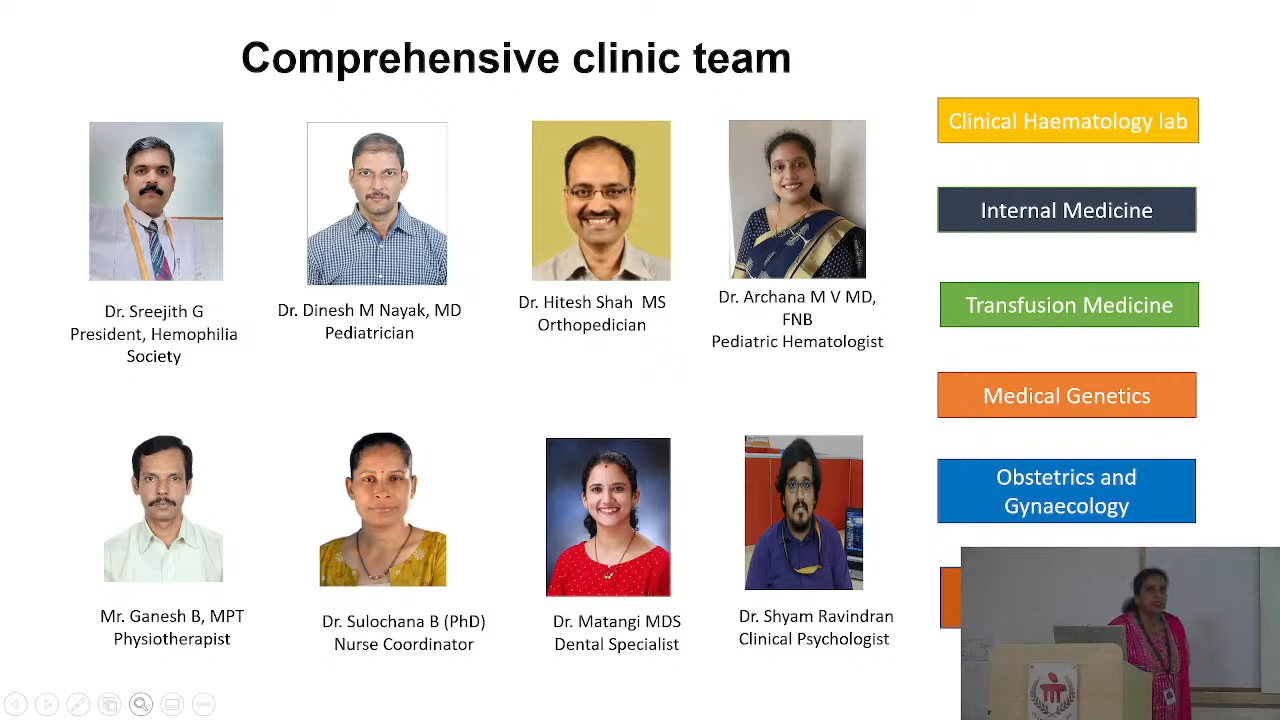 Comprehensive clinic team
Dr. Sreejith G
President, Hemophilia
Society
Dr. Dinesh M Nayak, MD
Pediatrician
Dr. Hitesh Shah MS
Orthopedician
Dr. Archana M V MD,
FNB
Pediatric Hematologist
Mr. Ganesh B, MPT
Physiotherapist
Dr. Sulochana B (PhD)
Nurse Coordinator
Dr. Matangi MDS
Dental Specialist
Dr. Shyam Ravindran
Clinical Psychologist
Clinical Haematology lab
Internal Medicine
Transfusion Medicine
Medical Genetics
Obstetrics and
Gynaecology